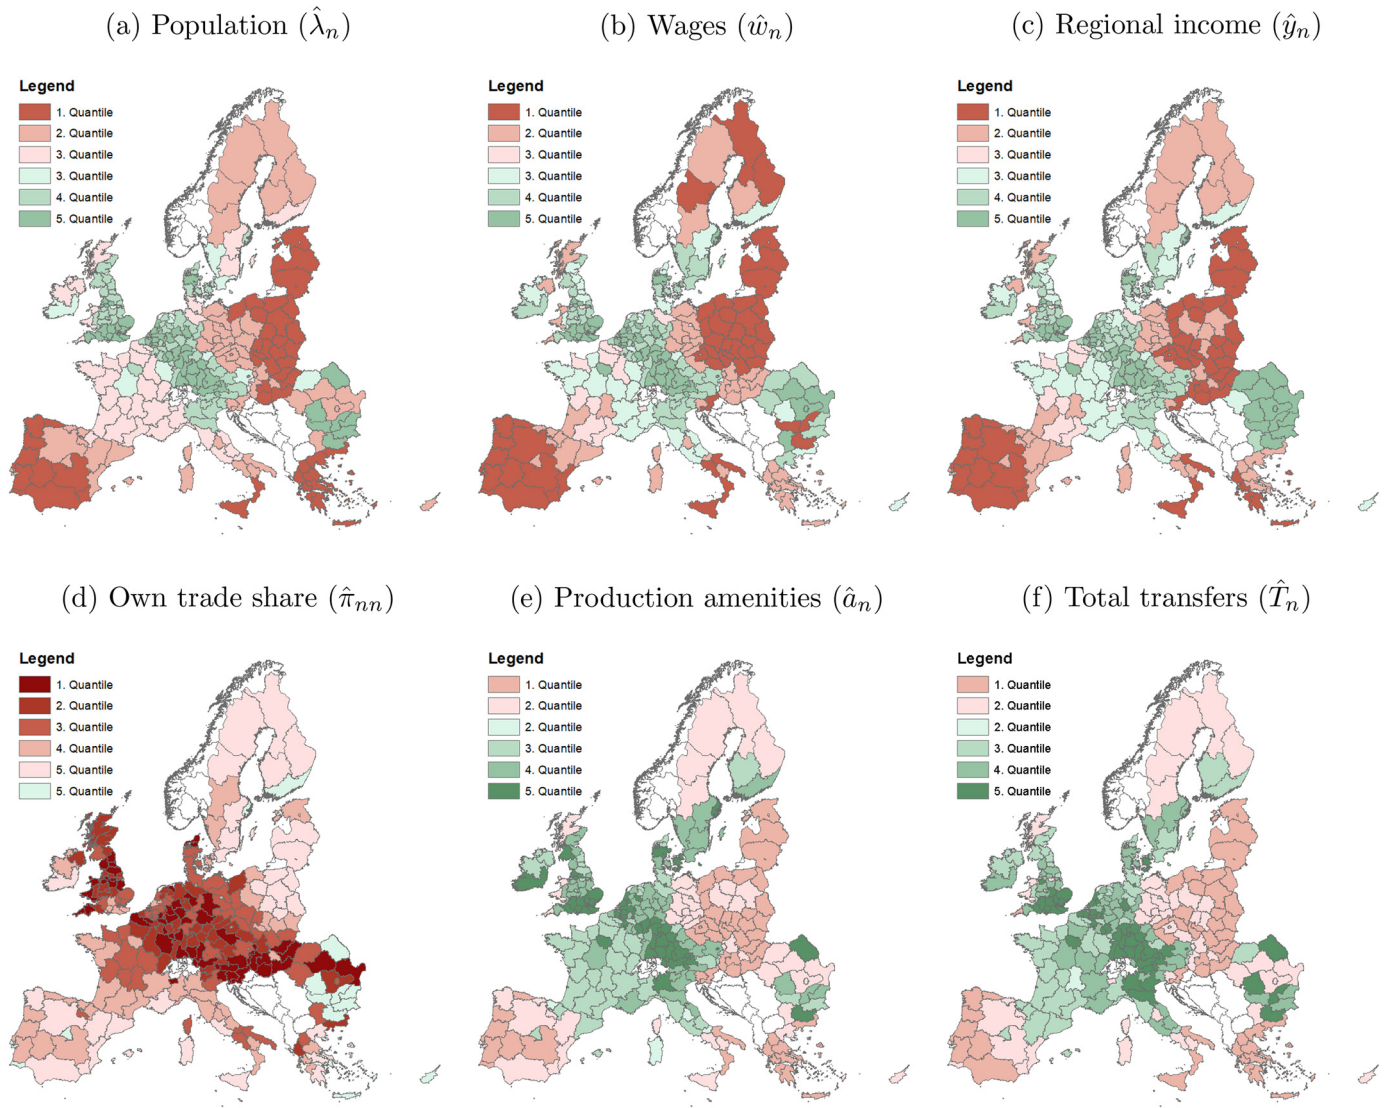 (a) Population (λ̂ₙ)
(b) Wages (ŵₙ)
(c) Regional income (ŷₙ)
Legend
1. Quantile
2. Quantile
3. Quantile
3. Quantile
4. Quantile
5. Quantile
Legend
1. Quantile
2. Quantile
3. Quantile
3. Quantile
4. Quantile
5. Quantile
Legend
1. Quantile
2. Quantile
3. Quantile
3. Quantile
4. Quantile
5. Quantile
(d) Own trade share (π̂ₙₙ)
(e) Production amenities (âₙ)
(f) Total transfers (T̂ₙ)
Legend
1. Quantile
2. Quantile
3. Quantile
4. Quantile
5. Quantile
5. Quantile
Legend
1. Quantile
2. Quantile
2. Quantile
3. Quantile
4. Quantile
5. Quantile
Legend
1. Quantile
2. Quantile
2. Quantile
3. Quantile
4. Quantile
5. Quantile